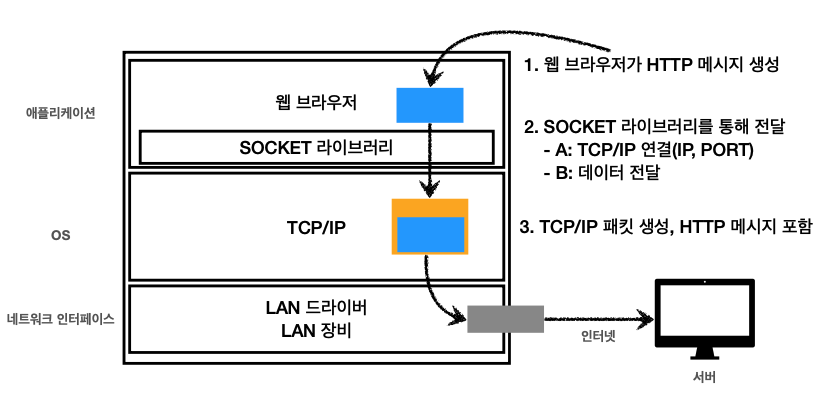 1. 웹 브라우저가 HTTP 메시지 생성
애플리케이션
웹 브라우저
2. SOCKET 라이브러리를 통해 전달
SOCKET 라이브러리
- A: TCP/IP 연결(IP, PORT)
- B: 데이터 전달
OS
TCP/IP
3. TCP/IP 패킷 생성, HTTP 메시지 포함
네트워크 인터페이스
LAN 드라이버
LAN 장비
인터넷
서버